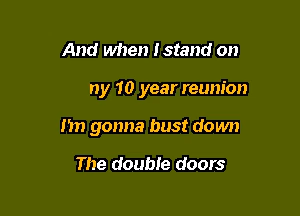 And when I stand on
ny 10 year reunion
I'm gonna bust down
The double doors